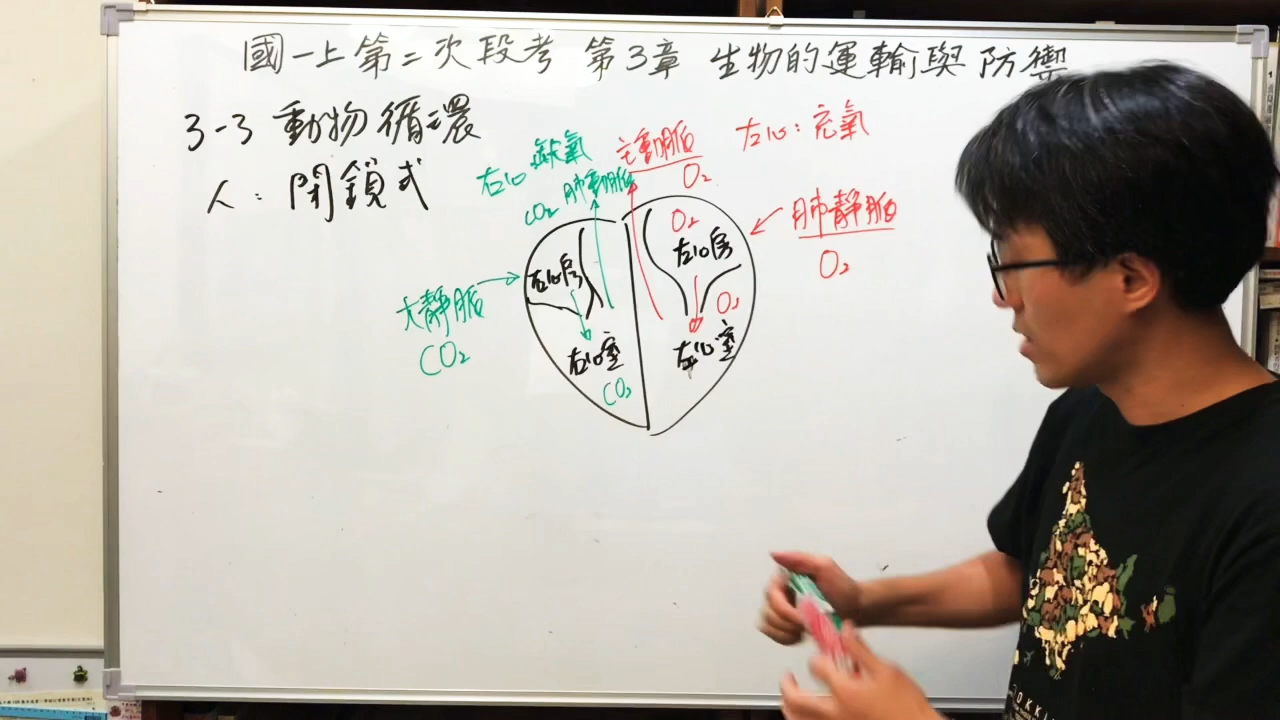 國一上第二次段考 第3章 生物的運輸與防禦
3-3 動物循環
人：閉鎖式
右心 缺氧
CO₂ 肺動脈
主動脈
O₂
左心：充氧
肺靜脈
O₂
大靜脈
CO₂
右心房
右心室
CO₂
O₂
左心房
O₂
左心室